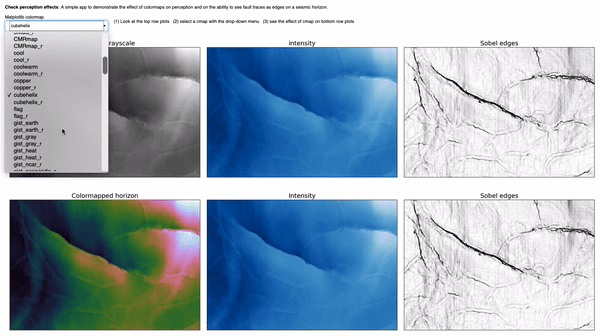 Check perception effects: A simple app to demonstrate the effect of colormaps on perception and on the ability to see fault traces as edges on a seismic horizon.
Matplotlib colormap
cubehelix
(1) Look at the top row plots (2) select a cmap with the drop-down menu (3) see the effect of cmap on bottom row plots
CMRmap
CMRmap_r
cool
cool_r
coolwarm
coolwarm_r
copper
copper_r
✓ cubehelix
cubehelix_r
flag
flag_r
gist_earth
gist_earth_r
gist_gray
gist_gray_r
gist_heat
gist_heat_r
gist_ncar_r
rayscale
intensity
Sobel edges
Colormapped horizon
Intensity
Sobel edges